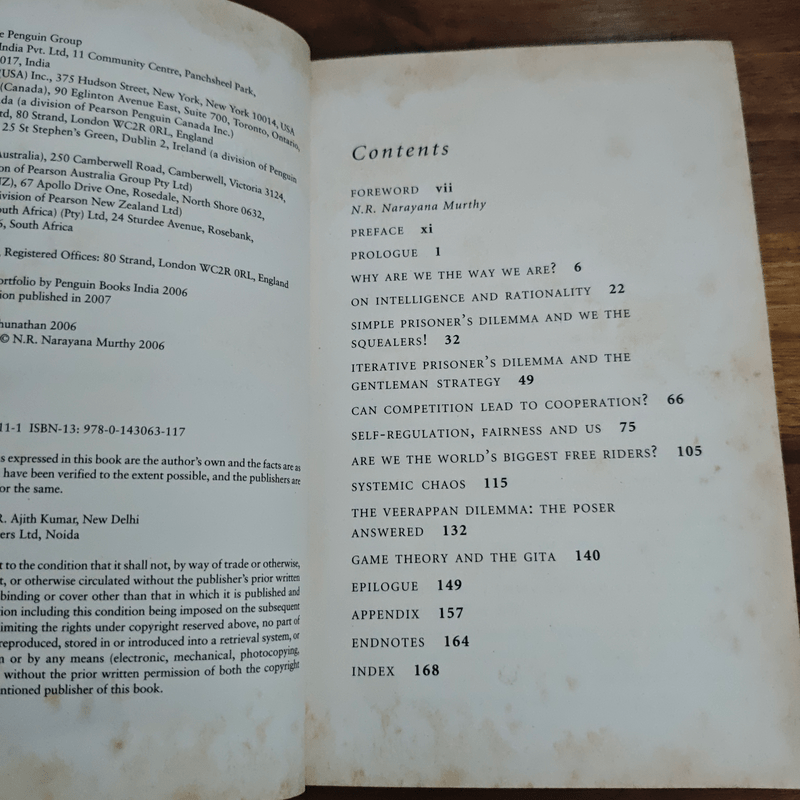 e Penguin Group
India Pvt. Ltd, 11 Community Centre, Panchsheel Park,
017, India
(USA) Inc., 375 Hudson Street, New York, New York 10014, USA
(Canada), 90 Eglinton Avenue East, Suite 700, Toronto, Ontario,
da (a division of Pearson Penguin Canada Inc.)
td, 80 Strand, London WC2R 0RL, England
25 St Stephen's Green, Dublin 2, Ireland (a division of Penguin
Australia), 250 Camberwell Road, Camberwell, Victoria 3124,
on of Pearson Australia Group Pty Ltd)
NZ), 67 Apollo Drive One, Rosedale, North Shore 0632,
ivision of Pearson New Zealand Ltd)
outh Africa) (Pty) Ltd, 24 Sturdee Avenue, Rosebank,
6, South Africa
Registered Offices: 80 Strand, London WC2R 0RL, England
ortfolio by Penguin Books India 2006
ion published in 2007
hunathan 2006
© N.R. Narayana Murthy 2006
11-1 ISBN-13: 978-0-143063-117
s expressed in this book are the author's own and the facts are as
have been verified to the extent possible, and the publishers are
or the same.
R. Ajith Kumar, New Delhi
ers Ltd, Noida
t to the condition that it shall not, by way of trade or otherwise,
t, or otherwise circulated without the publisher's prior written
binding or cover other than that in which it is published and
tion including this condition being imposed on the subsequent
imiting the rights under copyright reserved above, no part of
reproduced, stored in or introduced into a retrieval system, or
n or by any means (electronic, mechanical, photocopying,
without the prior written permission of both the copyright
ntioned publisher of this book.
Contents
FOREWORD vii
N.R. Narayana Murthy
PREFACE xi
PROLOGUE 1
WHY ARE WE THE WAY WE ARE? 6
ON INTELLIGENCE AND RATIONALITY 22
SIMPLE PRISONER'S DILEMMA AND WE THE
SQUEALERS! 32
ITERATIVE PRISONER'S DILEMMA AND THE
GENTLEMAN STRATEGY 49
CAN COMPETITION LEAD TO COOPERATION? 66
SELF-REGULATION, FAIRNESS AND US 75
ARE WE THE WORLD'S BIGGEST FREE RIDERS? 105
SYSTEMIC CHAOS 115
THE VEERAPPAN DILEMMA: THE POSER
ANSWERED 132
GAME THEORY AND THE GITA 140
EPILOGUE 149
APPENDIX 157
ENDNOTES 164
INDEX 168